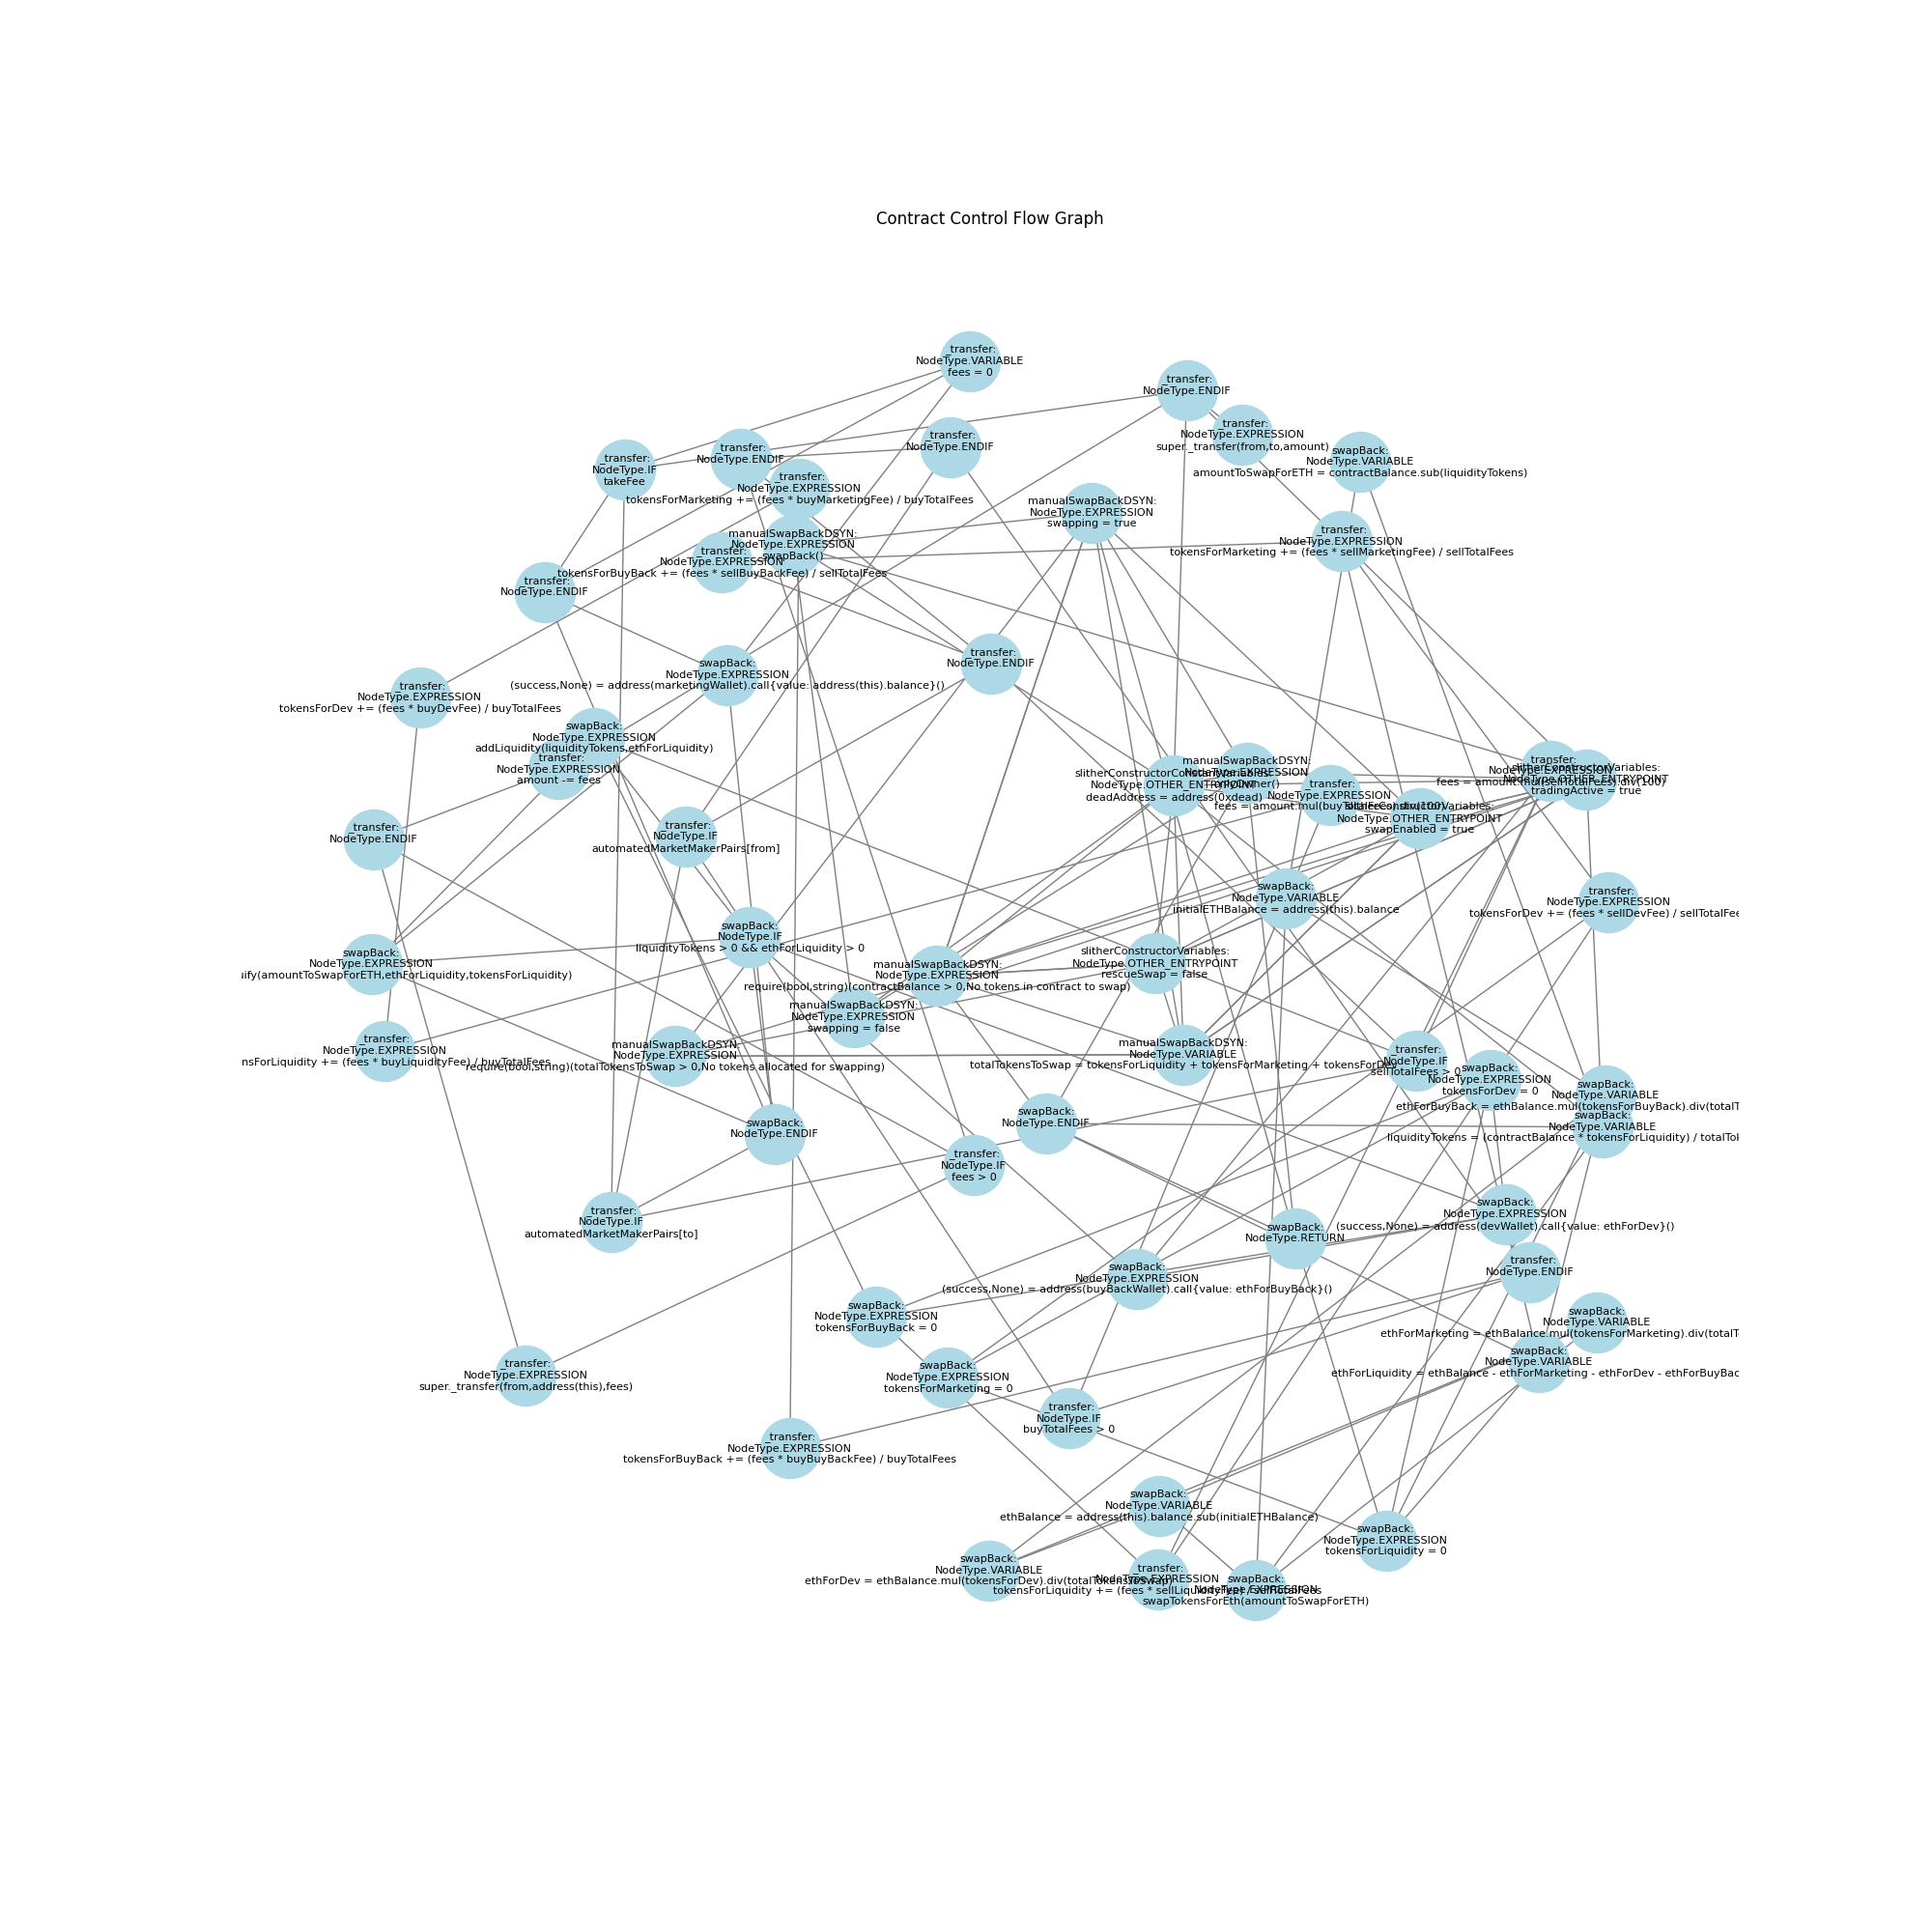 Contract Control Flow Graph
_transfer:
NodeType.VARIABLE
fees = 0
_transfer:
NodeType.ENDIF
_transfer:
NodeType.EXPRESSION
super._transfer(from,to,amount)
_transfer:
NodeType.ENDIF
_transfer:
NodeType.ENDIF
_transfer:
NodeType.IF
takeFee
swapBack:
NodeType.VARIABLE
amountToSwapForETH = contractBalance.sub(liquidityTokens)
_transfer:
NodeType.EXPRESSION
tokensForMarketing += (fees * buyMarketingFee) / buyTotalFees
manualSwapBackDSYN:
NodeType.EXPRESSION
swapping = true
manualSwapBackDSYN:
NodeType.EXPRESSION
swapBack()
_transfer:
NodeType.EXPRESSION
tokensForMarketing += (fees * sellMarketingFee) / sellTotalFees
_transfer:
NodeType.EXPRESSION
tokensForBuyBack += (fees * sellBuyBackFee) / sellTotalFees
_transfer:
NodeType.ENDIF
_transfer:
NodeType.ENDIF
swapBack:
NodeType.EXPRESSION
(success,None) = address(marketingWallet).call{value: address(this).balance}()
_transfer:
NodeType.EXPRESSION
tokensForDev += (fees * buyDevFee) / buyTotalFees
swapBack:
NodeType.EXPRESSION
addLiquidity(liquidityTokens,ethForLiquidity)
_transfer:
NodeType.EXPRESSION
amount -= fees
slitherConstructorConstantVariables:
NodeType.OTHER_ENTRYPOINT
deadAddress = address(0xdead)
manualSwapBackDSYN:
NodeType.EXPRESSION
onlyOwner()
_transfer:
NodeType.EXPRESSION
fees = amount.mul(buyTotalFees).div(100)
slitherConstructorVariables:
NodeType.OTHER_ENTRYPOINT
swapEnabled = true
_transfer:
NodeType.EXPRESSION
fees = amount.mul(sellTotalFees).div(100)
slitherConstructorVariables:
NodeType.OTHER_ENTRYPOINT
tradingActive = true
_transfer:
NodeType.ENDIF
_transfer:
NodeType.IF
automatedMarketMakerPairs[from]
swapBack:
NodeType.VARIABLE
initialETHBalance = address(this).balance
_transfer:
NodeType.EXPRESSION
tokensForDev += (fees * sellDevFee) / sellTotalFee
swapBack:
NodeType.IF
liquidityTokens > 0 && ethForLiquidity > 0
swapBack:
NodeType.EXPRESSION
uify(amountToSwapForETH,ethForLiquidity,tokensForLiquidity)
slitherConstructorVariables:
NodeType.OTHER_ENTRYPOINT
rescueSwap = false
manualSwapBackDSYN:
NodeType.EXPRESSION
require(bool,string)(contractBalance > 0,No tokens in contract to swap)
manualSwapBackDSYN:
NodeType.EXPRESSION
swapping = false
_transfer:
NodeType.EXPRESSION
nsForLiquidity += (fees * buyLiquidityFee) / buyTotalFees
manualSwapBackDSYN:
NodeType.EXPRESSION
require(bool,string)(totalTokensToSwap > 0,No tokens allocated for swapping)
manualSwapBackDSYN:
NodeType.VARIABLE
totalTokensToSwap = tokensForLiquidity + tokensForMarketing + tokensForDev
_transfer:
NodeType.IF
sellTotalFees > 0
swapBack:
NodeType.EXPRESSION
tokensForDev = 0
swapBack:
NodeType.VARIABLE
ethForBuyBack = ethBalance.mul(tokensForBuyBack).div(totalT
swapBack:
NodeType.VARIABLE
liquidityTokens = (contractBalance * tokensForLiquidity) / totalTok
swapBack:
NodeType.ENDIF
swapBack:
NodeType.ENDIF
_transfer:
NodeType.IF
fees > 0
_transfer:
NodeType.IF
automatedMarketMakerPairs[to]
swapBack:
NodeType.EXPRESSION
(success,None) = address(devWallet).call{value: ethForDev}()
swapBack:
NodeType.RETURN
_transfer:
NodeType.ENDIF
swapBack:
NodeType.EXPRESSION
(success,None) = address(buyBackWallet).call{value: ethForBuyBack}()
swapBack:
NodeType.EXPRESSION
tokensForBuyBack = 0
swapBack:
NodeType.VARIABLE
ethForMarketing = ethBalance.mul(tokensForMarketing).div(totalT
swapBack:
NodeType.VARIABLE
ethForLiquidity = ethBalance - ethForMarketing - ethForDev - ethForBuyBac
_transfer:
NodeType.EXPRESSION
super._transfer(from,address(this),fees)
swapBack:
NodeType.EXPRESSION
tokensForMarketing = 0
_transfer:
NodeType.IF
buyTotalFees > 0
_transfer:
NodeType.EXPRESSION
tokensForBuyBack += (fees * buyBuyBackFee) / buyTotalFees
swapBack:
NodeType.VARIABLE
ethBalance = address(this).balance.sub(initialETHBalance)
swapBack:
NodeType.EXPRESSION
tokensForLiquidity = 0
swapBack:
NodeType.VARIABLE
ethForDev = ethBalance.mul(tokensForDev).div(totalTokensToSwap)
_transfer:
NodeType.EXPRESSION
tokensForLiquidity += (fees * sellLiquidityFee) / sellTotalFees
swapBack:
NodeType.EXPRESSION
swapTokensForEth(amountToSwapForETH)